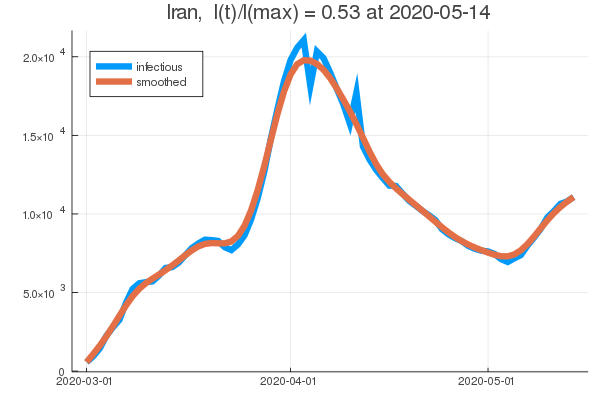 Iran,  I(t)/I(max) = 0.53 at 2020-05-14
2.0×10⁴
infectious
smoothed
1.5×10⁴
1.0×10⁴
5.0×10³
0
2020-03-01
2020-04-01
2020-05-01